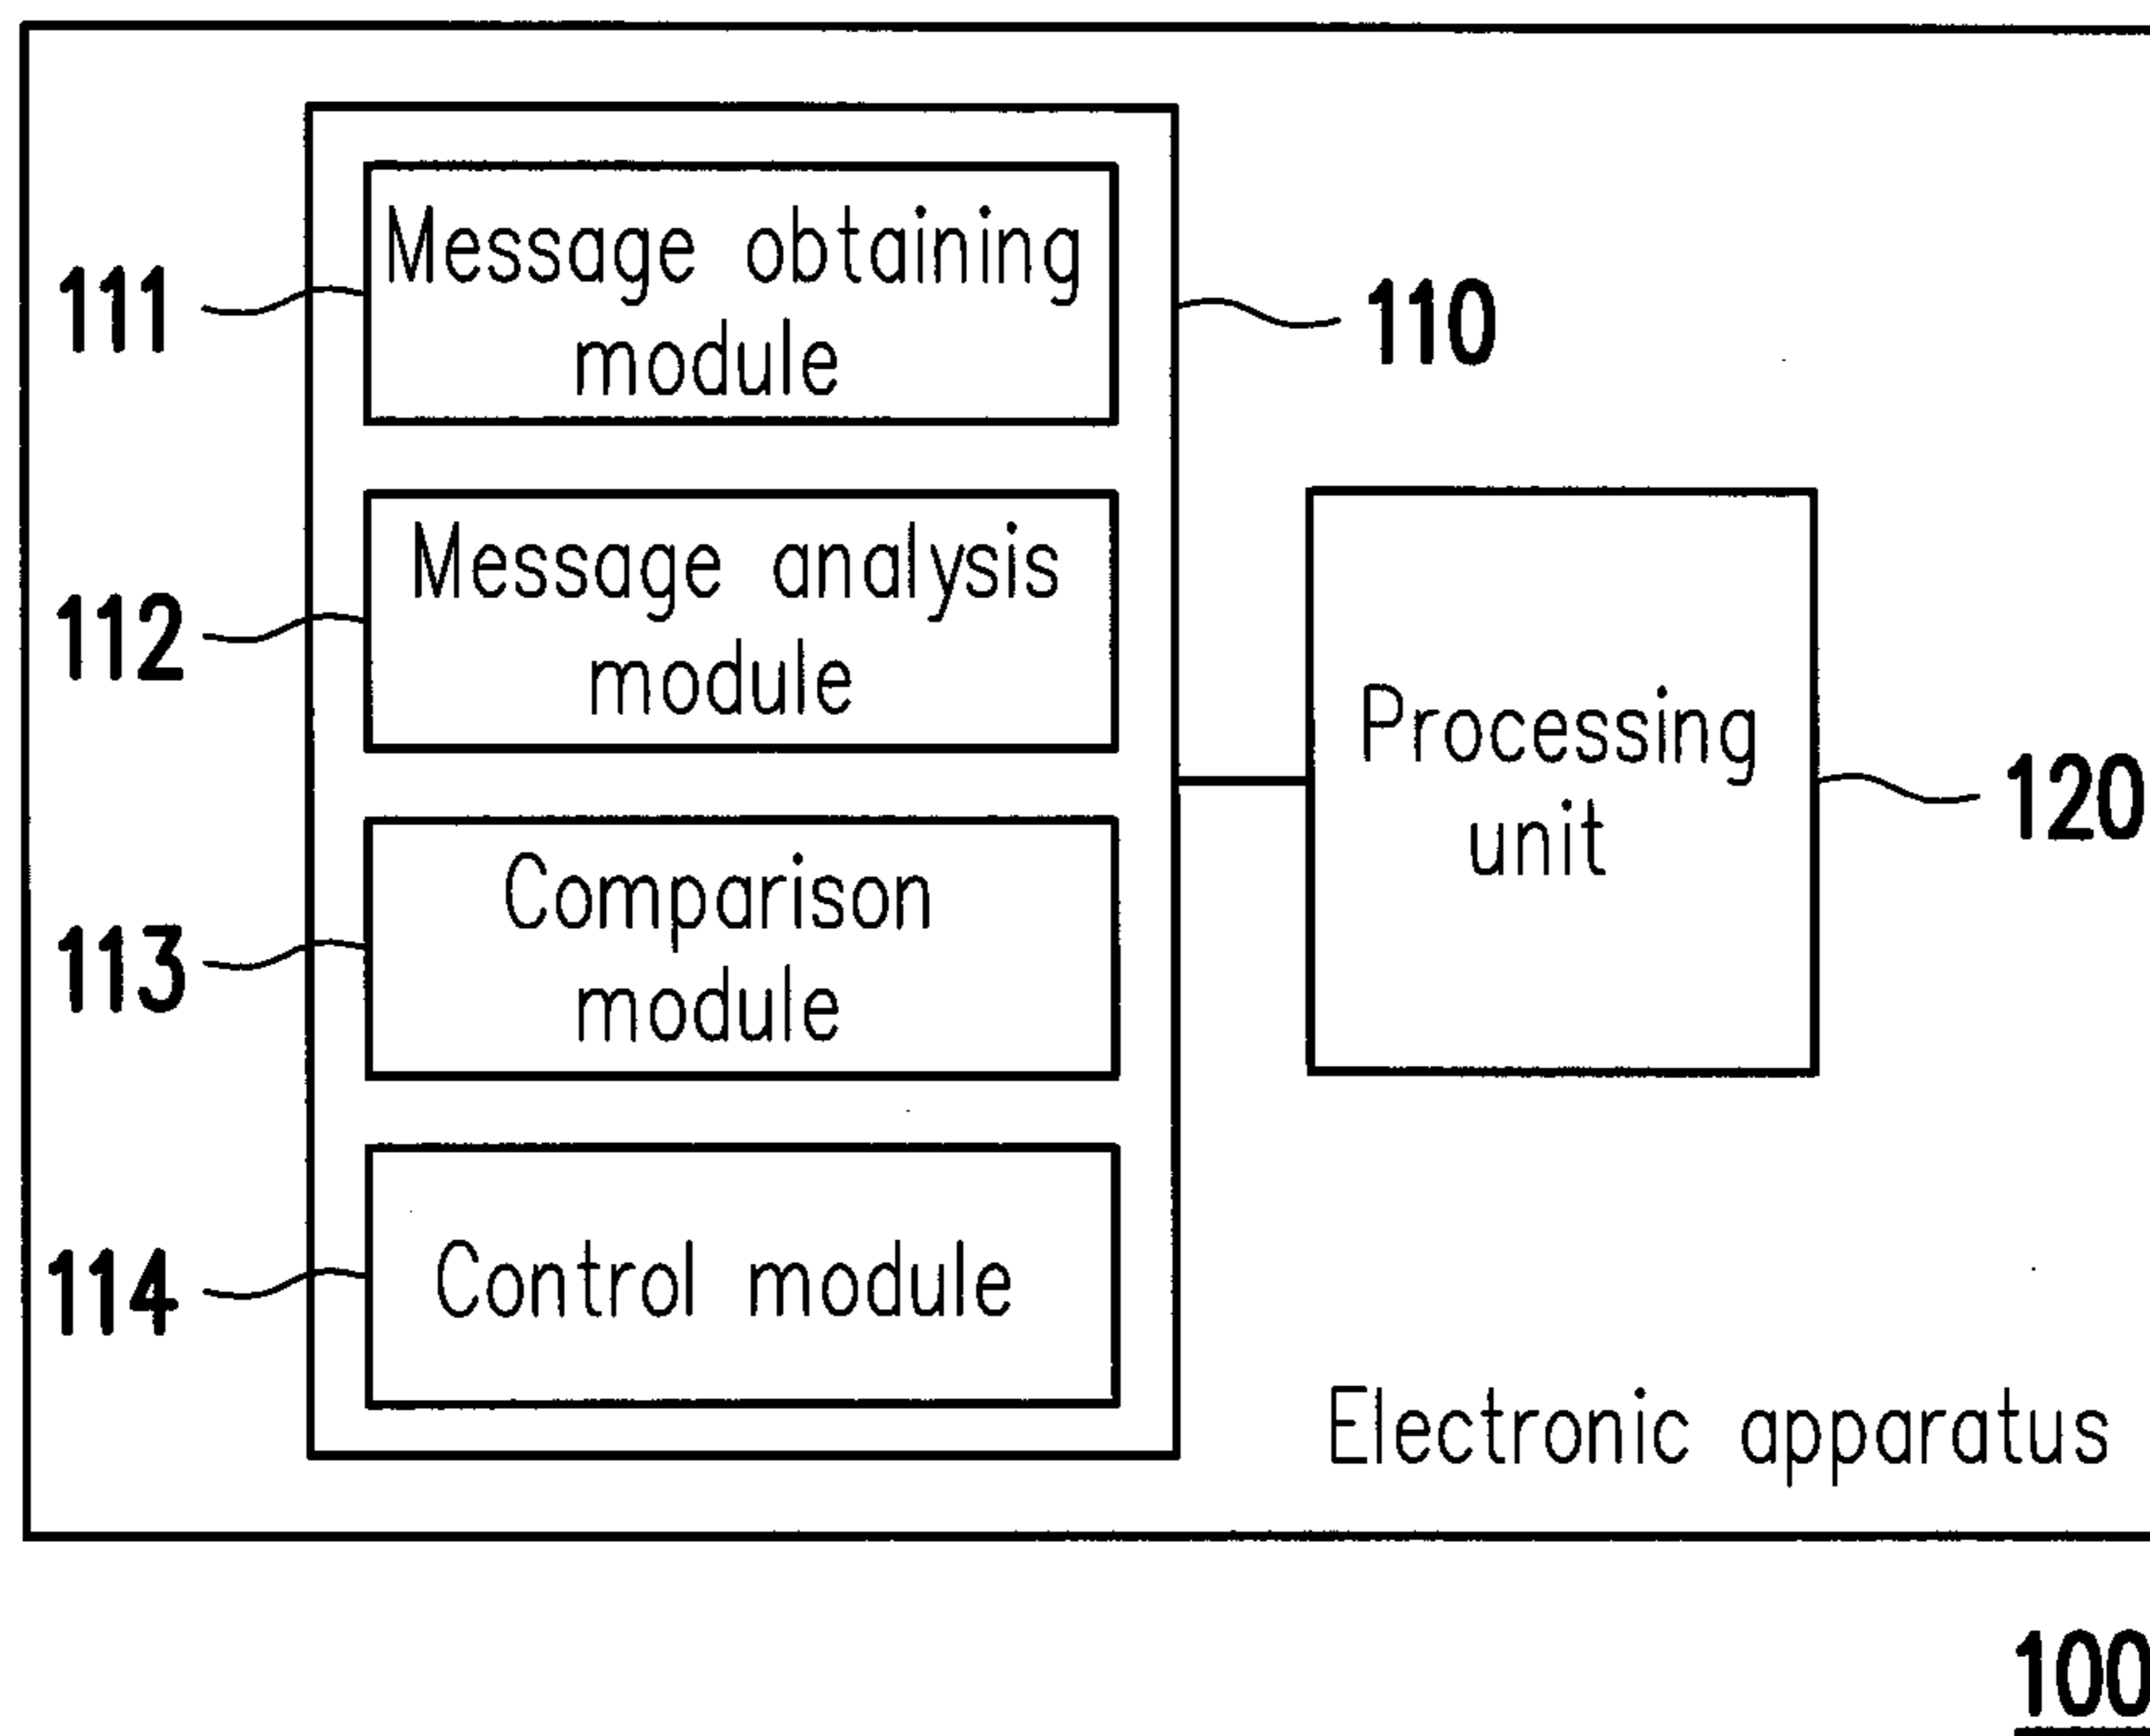 111
Message obtaining
module
110
112
Message analysis
module
Processing
unit
120
113
Comparison
module
114
Control module
Electronic apparatus
100